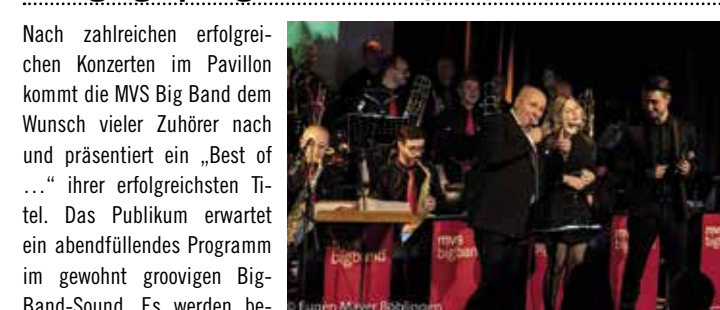 Nach zahlreichen erfolgrei-
chen Konzerten im Pavillon
kommt die MVS Big Band dem
Wunsch vieler Zuhörer nach
und präsentiert ein „Best of
…“ ihrer erfolgreichsten Ti-
tel. Das Publikum erwartet
ein abendfüllendes Programm
im gewohnt groovigen Big-
Band-Sound. Es werden be-
mvs
bigband
mvs
bigban
© Eugen Mayer Böblingen